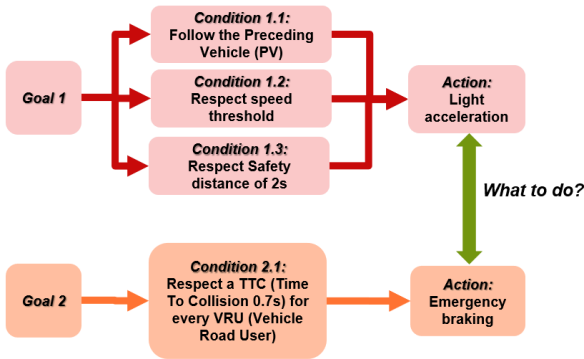 Goal 1
Condition 1.1:
Follow the Preceding
Vehicle (PV)
Condition 1.2:
Respect speed
threshold
Condition 1.3:
Respect Safety
distance of 2s
Action:
Light
acceleration
What to do?
Goal 2
Condition 2.1:
Respect a TTC (Time
To Collision 0.7s) for
every VRU (Vehicle
Road User)
Action:
Emergency
braking